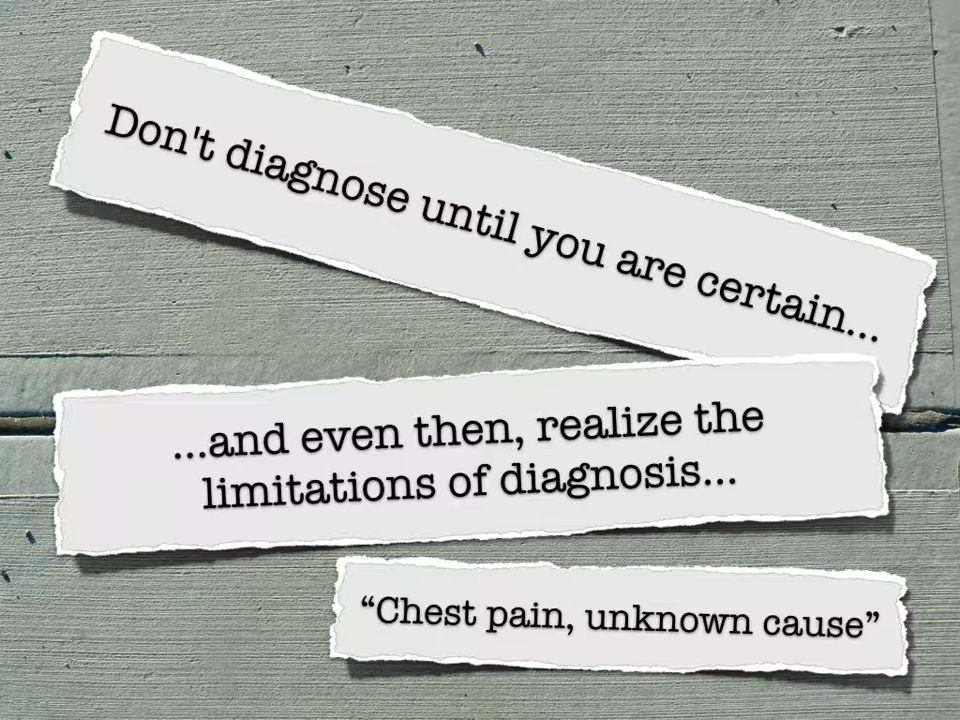 Don't diagnose until you are certain...
...and even then, realize the
limitations of diagnosis...
“Chest pain, unknown cause”